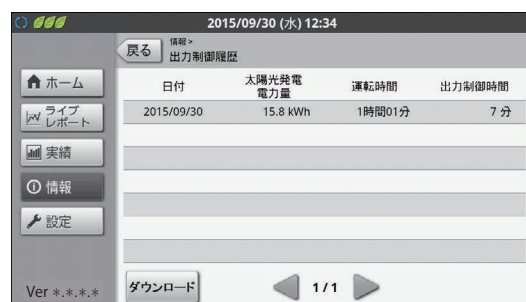 2015/09/30 (水) 12:34
戻る
情報 >
出力制御履歴
ホーム
ライブ
レポート
実績
情報
設定
Ver *.*.*.*
日付 太陽光発電
電力量 運転時間 出力制御時間
2015/09/30 15.8 kWh 1時間01分 7 分
ダウンロード 1 / 1